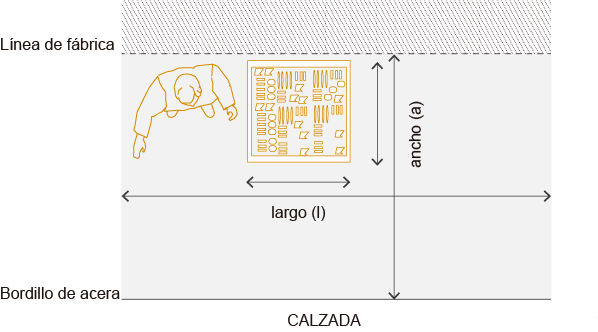 Línea de fábrica
ancho (a)
largo (l)
Bordillo de acera
CALZADA